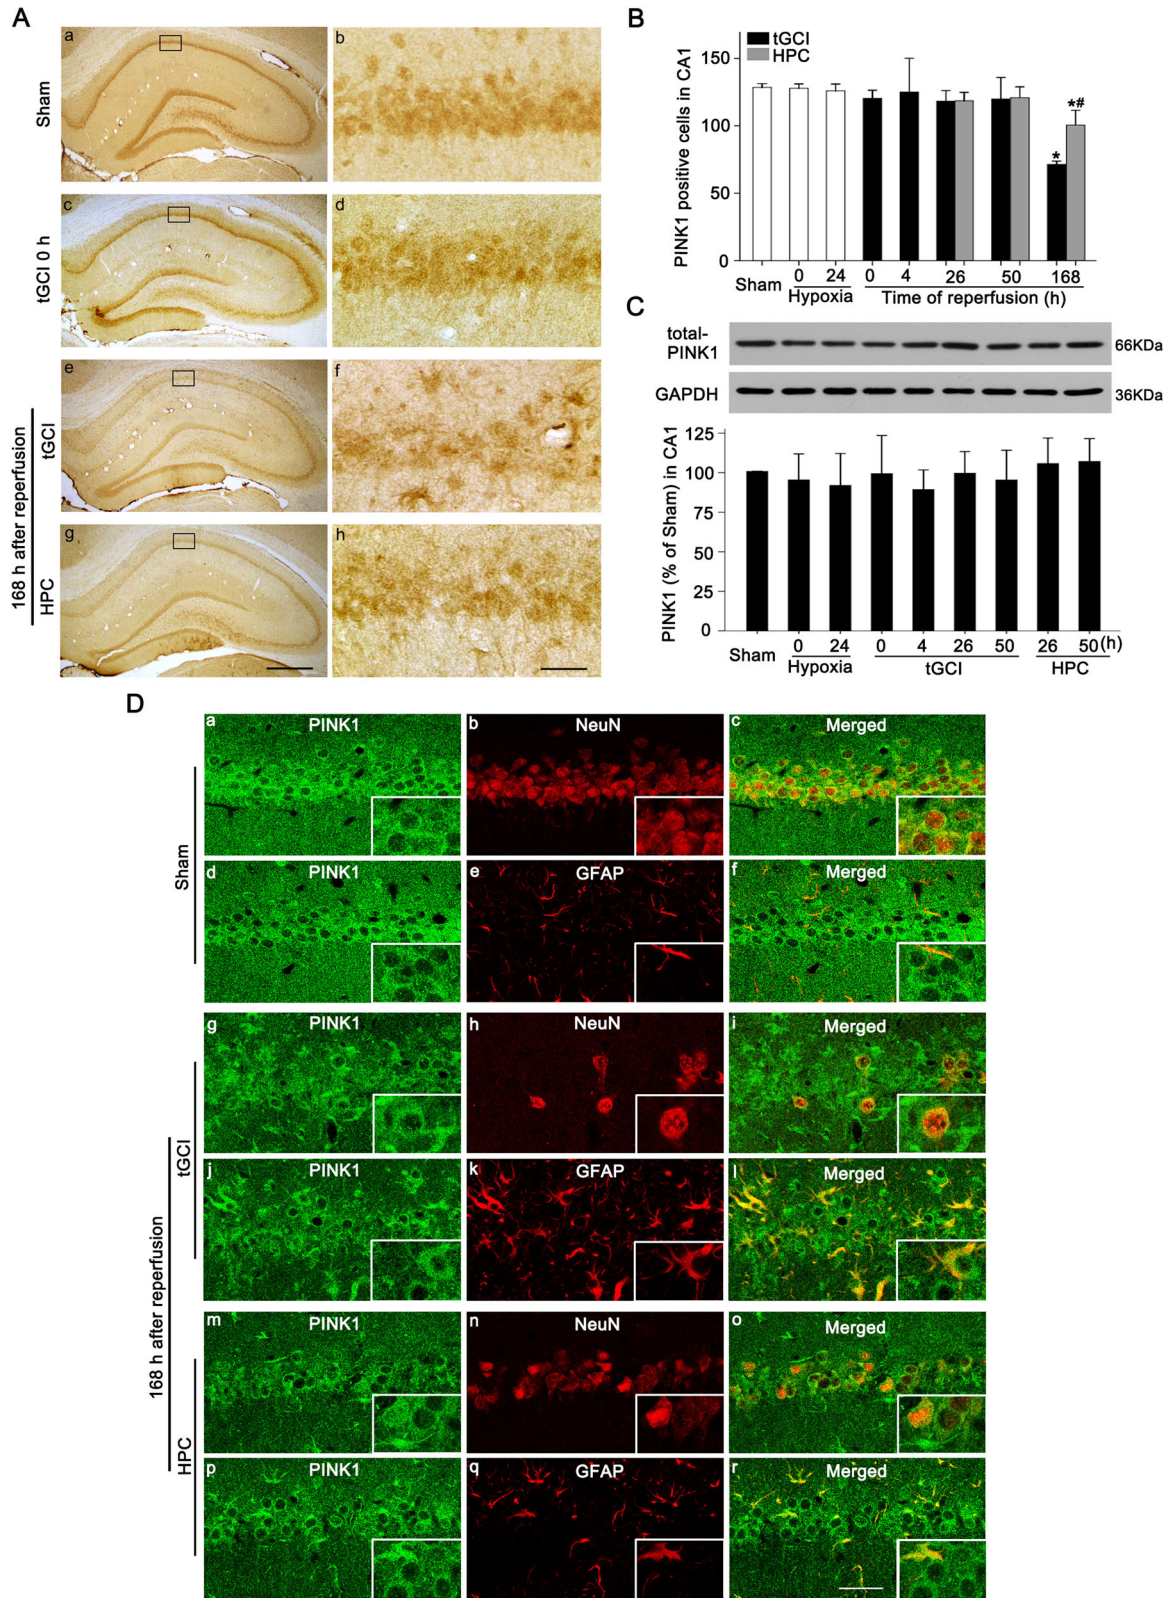 A
a
b
Sham
c
d
tGCI 0 h
e
f
tGCI
g
h
HPC
168 h after reperfusion
B
tGCI
HPC
PINK1 positive cells in CA1
150
100
50
0
*
*#
0 24 0 4 26 50 168
Sham Hypoxia Time of reperfusion (h)
C
total-
PINK1
66KDa
GAPDH
36KDa
PINK1 (% of Sham) in CA1
125
100
75
50
25
0
0 24 0 4 26 50 26 50(h)
Sham Hypoxia tGCI HPC
D
a PINK1
b NeuN
c Merged
d PINK1
e GFAP
f Merged
Sham
g PINK1
h NeuN
i Merged
j PINK1
k GFAP
l Merged
tGCI
m PINK1
n NeuN
o Merged
p PINK1
q GFAP
r Merged
HPC
168 h after reperfusion